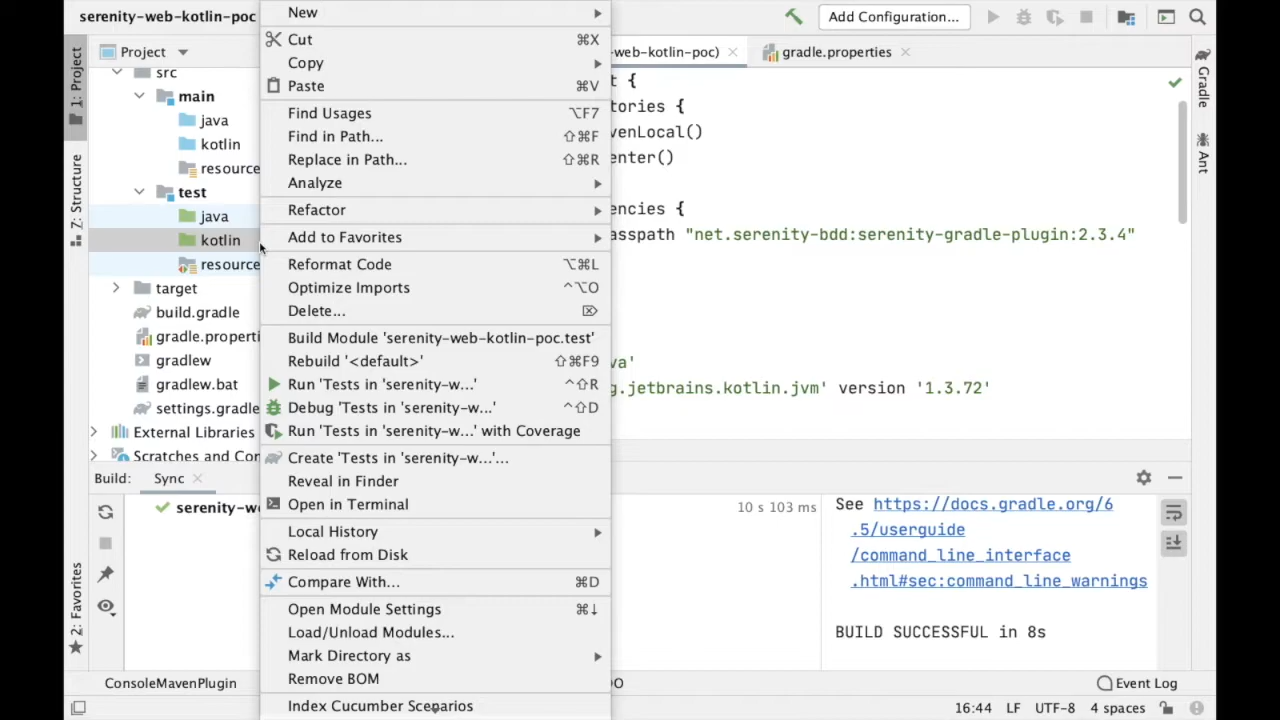 serenity-web-kotlin-poc
Add Configuration...
1: Project
Z: Structure
2: Favorites
Project
src
main
java
kotlin
resource
test
java
kotlin
resource
target
build.gradle
gradle.properti
gradlew
gradlew.bat
settings.gradle
External Libraries
Scratches and Con
New
Cut ⌘X
Copy
Paste ⌘V
Find Usages ⌥F7
Find in Path... ⇧⌘F
Replace in Path... ⇧⌘R
Analyze
Refactor
Add to Favorites
Reformat Code ⌥⌘L
Optimize Imports ⌃⌥O
Delete... ⌦
Build Module 'serenity-web-kotlin-poc.test'
Rebuild '<default>' ⇧⌘F9
Run 'Tests in 'serenity-w...' ⌃⇧R
Debug 'Tests in 'serenity-w...' ⌃⇧D
Run 'Tests in 'serenity-w...' with Coverage
Create 'Tests in 'serenity-w...'...
Reveal in Finder
Open in Terminal
Local History
Reload from Disk
Compare With... ⌘D
Open Module Settings ⌘↓
Load/Unload Modules...
Mark Directory as
Remove BOM
Index Cucumber Scenarios
-web-kotlin-poc)
gradle.properties
t {
tories {
venLocal()
enter()
encies {
asspath "net.serenity-bdd:serenity-gradle-plugin:2.3.4"
va'
g.jetbrains.kotlin.jvm' version '1.3.72'
Gradle
Ant
Build:
Sync
serenity-we
10 s 103 ms
See https://docs.gradle.org/6
.5/userguide
/command_line_interface
.html#sec:command_line_warnings
BUILD SUCCESSFUL in 8s
ConsoleMavenPlugin
Event Log
16:44 LF UTF-8 4 spaces